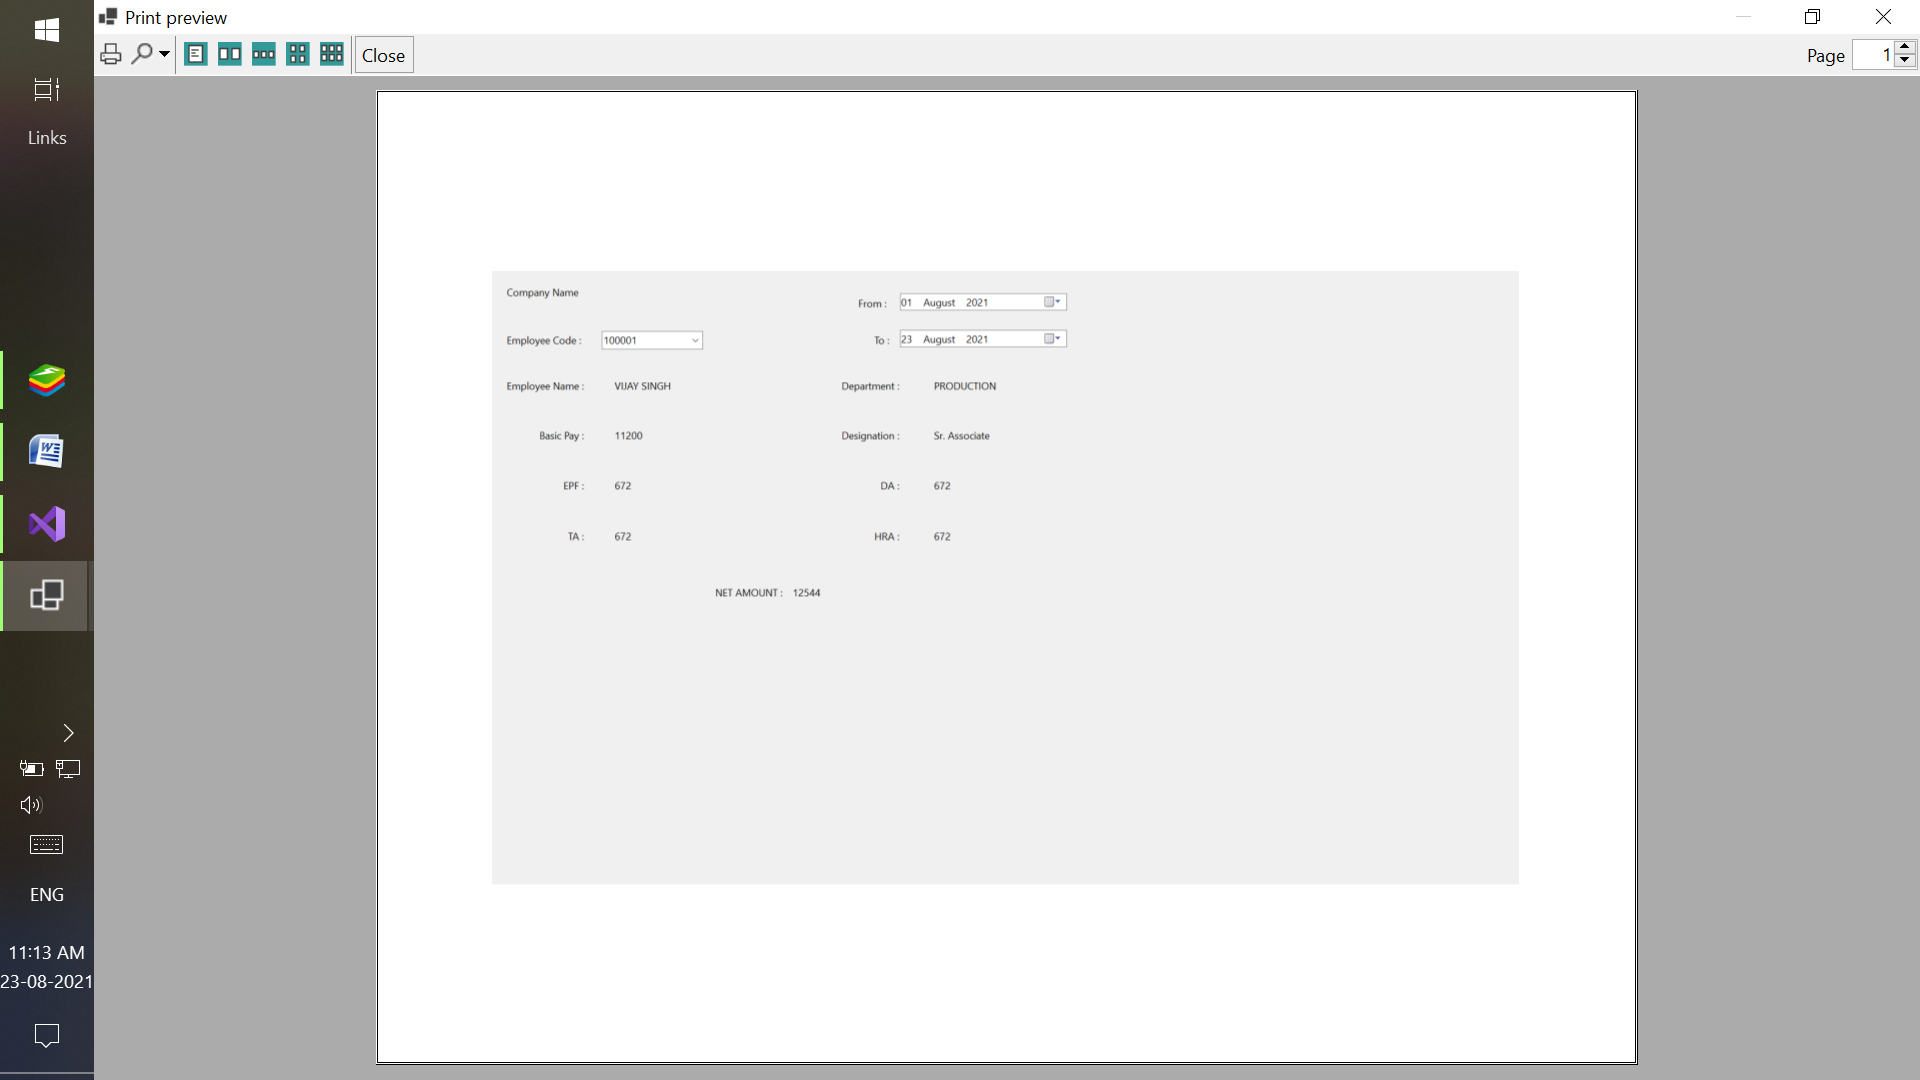 Print preview
Close
Page 1
Links
Company Name
From : 01 August 2021
Employee Code : 100001
To : 23 August 2021
Employee Name : VIJAY SINGH
Department : PRODUCTION
Basic Pay : 11200
Designation : Sr. Associate
EPF : 672
DA : 672
TA : 672
HRA : 672
NET AMOUNT : 12544
ENG
11:13 AM
23-08-2021